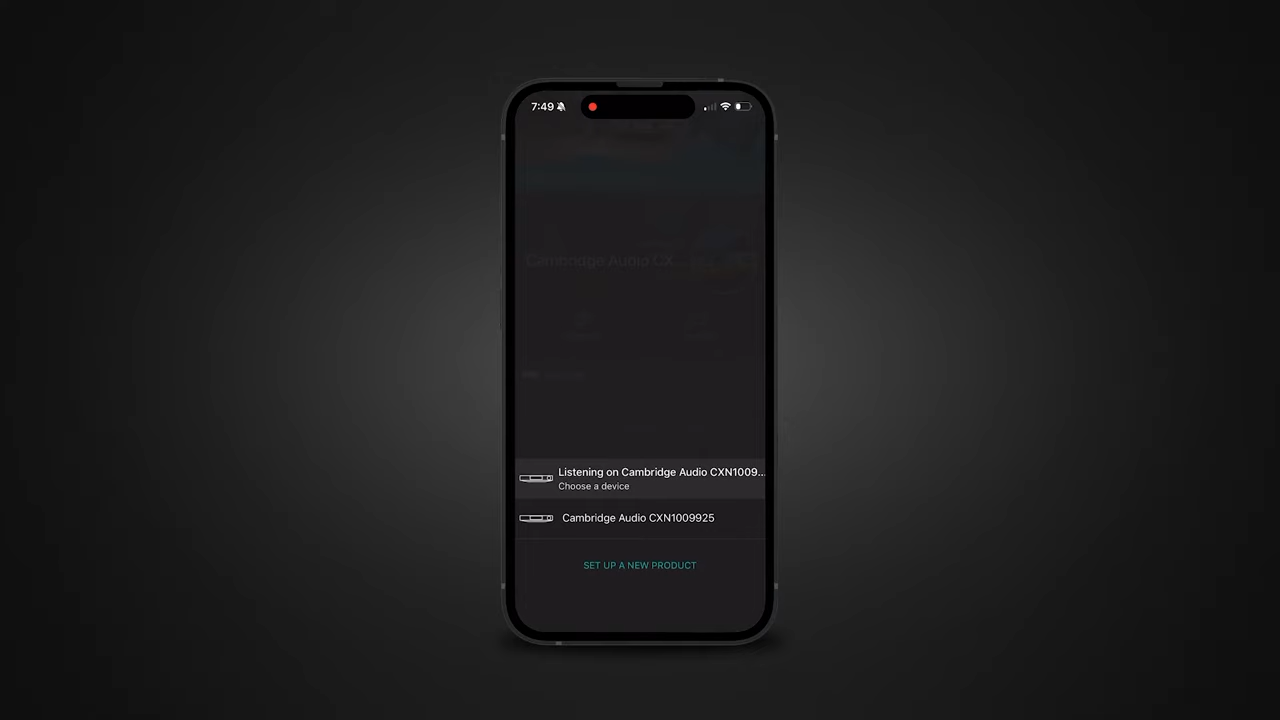 7:49
Cambridge Audio CX...
Listening on Cambridge Audio CXN1009...
Choose a device
Cambridge Audio CXN1009925
SET UP A NEW PRODUCT